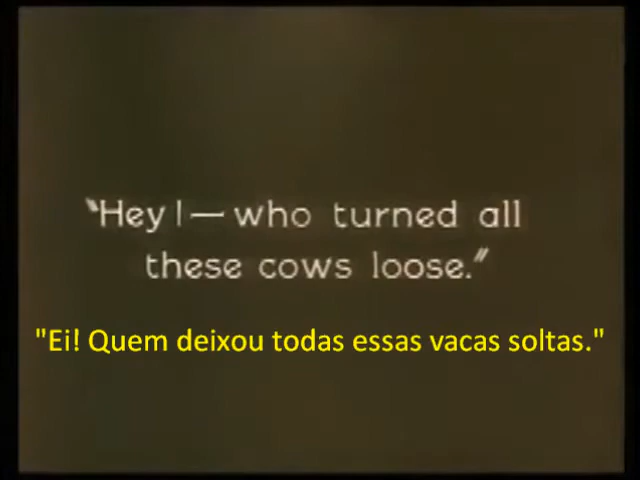 "Hey!—who turned all
these cows loose."
"Ei! Quem deixou todas essas vacas soltas."